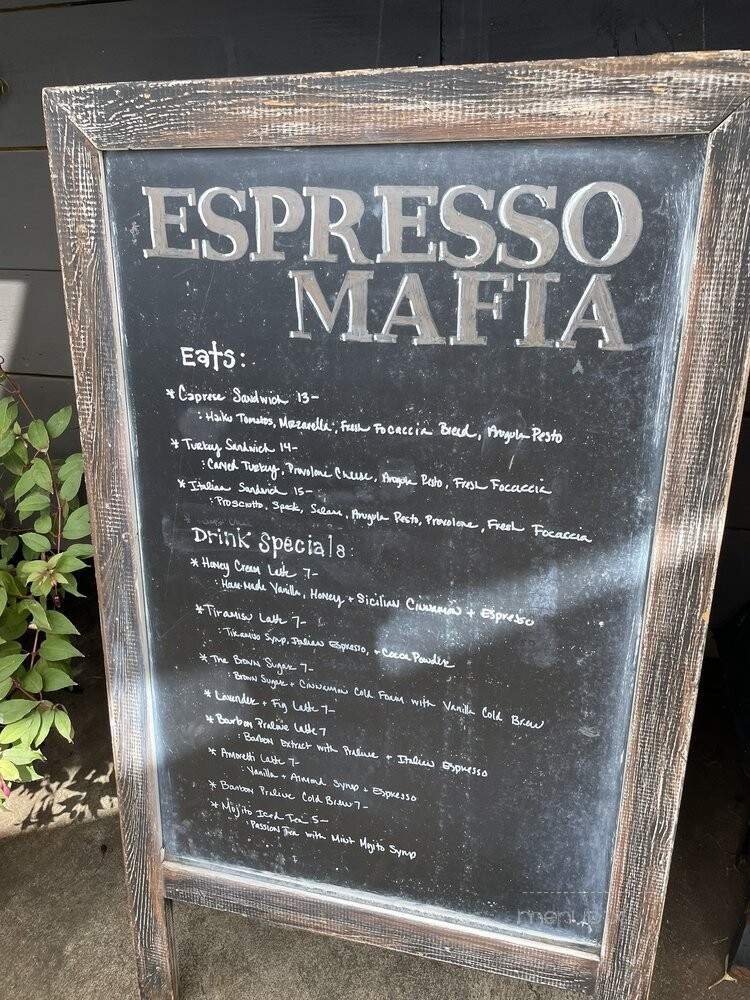 ESPRESSO
MAFIA
Eats:
* Caprese Sandwich 13-
: Haiku Tomatos, Mozzarella, Fresh Focaccia Bread, Arugula Pesto
* Turkey Sandwich 14-
: Carved Turkey, Provolone Cheese, Arugula Pesto, Fresh Focaccia
* Italian Sandwich 15-
: Prosciutto, Speck, Salami, Arugula Pesto, Provolone, Fresh Focaccia
Drink Specials:
* Honey Cream Latte 7-
: Home-Made Vanilla, Honey + Sicilian Cinnamon + Espresso
* Tiramisu Latte 7-
: Tiramisu Syrup, Italian Espresso, + Cocoa Powder
* The Brown Sugar 7-
: Brown Sugar + Cinnamon Cold Foam with Vanilla Cold Brew
* Lavender + Fig Latte 7-
* Bourbon Praline Latte 7
: Bourbon Extract with Praline + Italian Espresso
* Amoretti Latte 7-
: Vanilla + Almond Syrup + Espresso
* Bourbon Praline Cold Brew 7-
* Mojito Iced Tea 5-
: Passion Tea with Mint Mojito Syrup